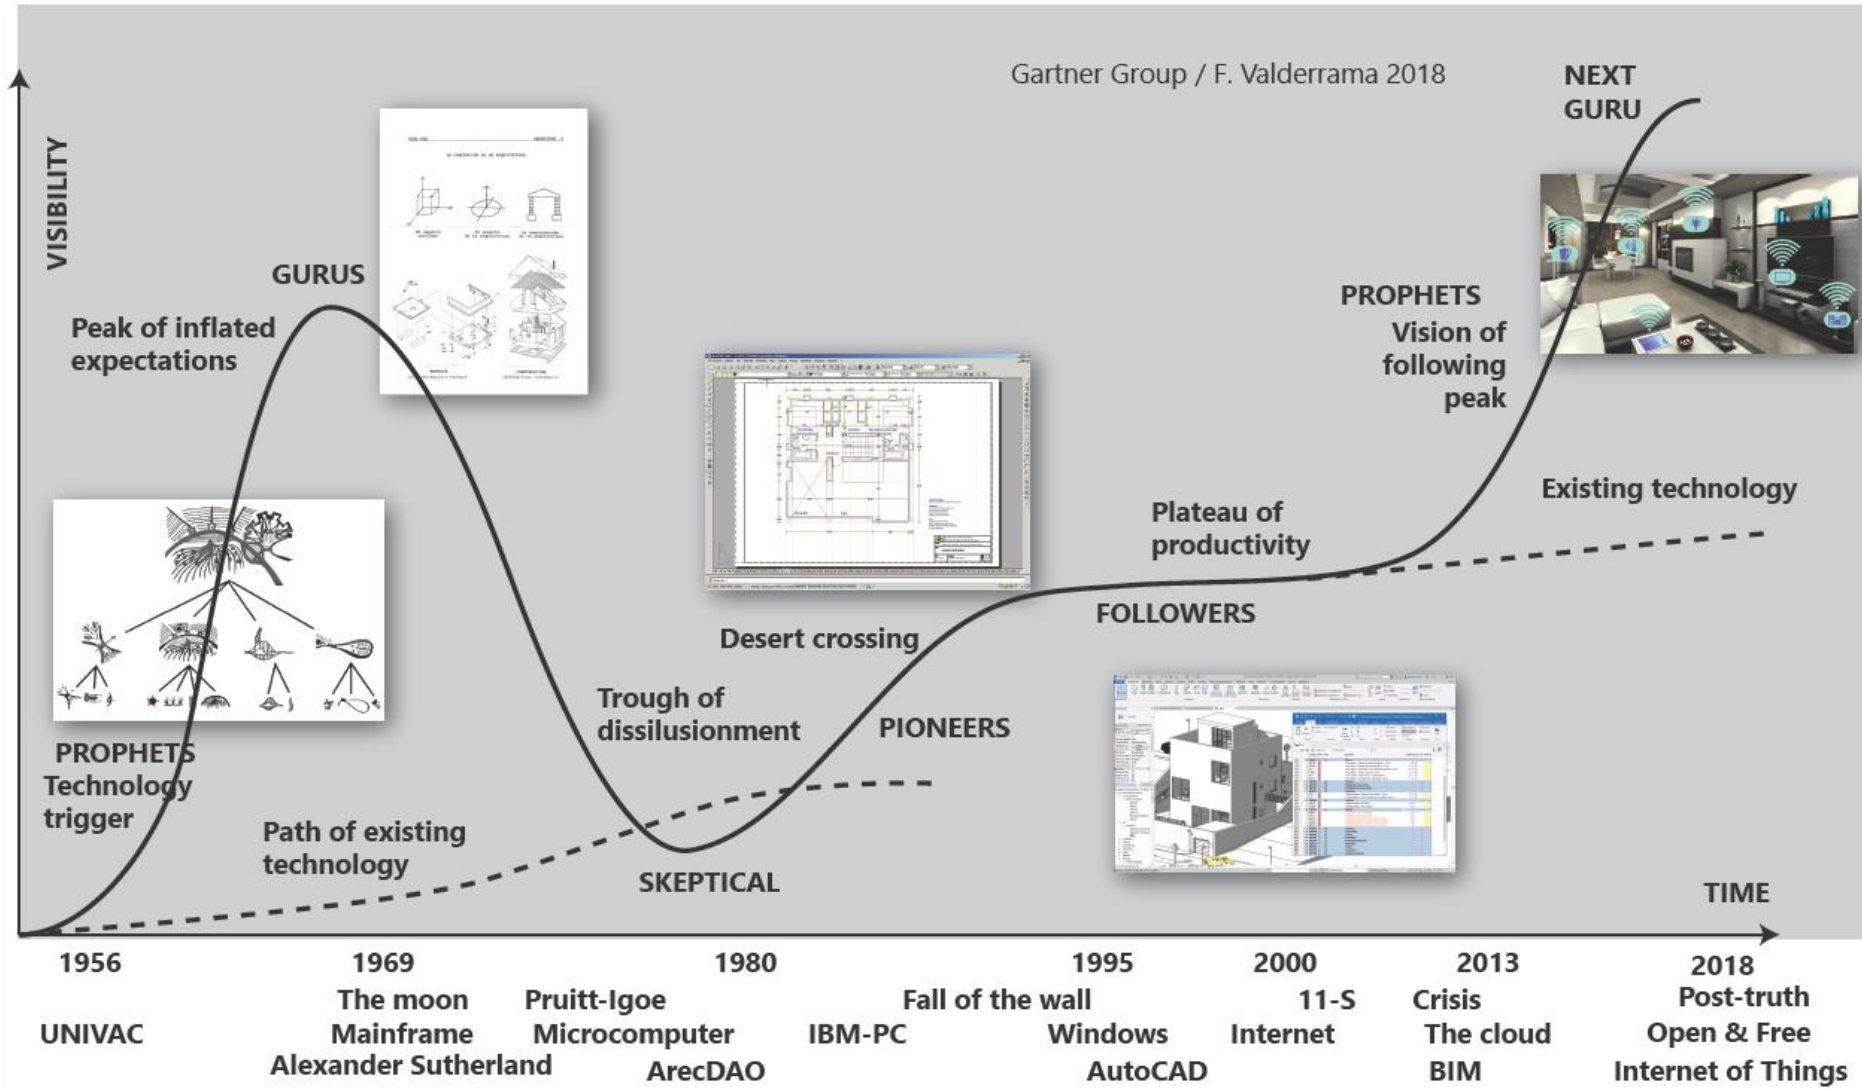 Gartner Group / F. Valderrama 2018
NEXT
GURU
VISIBILITY
GURUS
Peak of inflated
expectations
PROPHETS
Vision of
following
peak
Existing technology
Plateau of
productivity
FOLLOWERS
Desert crossing
Trough of
dissilusionment
PIONEERS
PROPHETS
Technology
trigger
Path of existing
technology
SKEPTICAL
TIME
1956 1969 1980 1995 2000 2013 2018
The moon Pruitt-Igoe Fall of the wall 11-S Crisis Post-truth
UNIVAC Mainframe Microcomputer IBM-PC Windows Internet The cloud Open & Free
Alexander Sutherland ArecDAO AutoCAD BIM Internet of Things